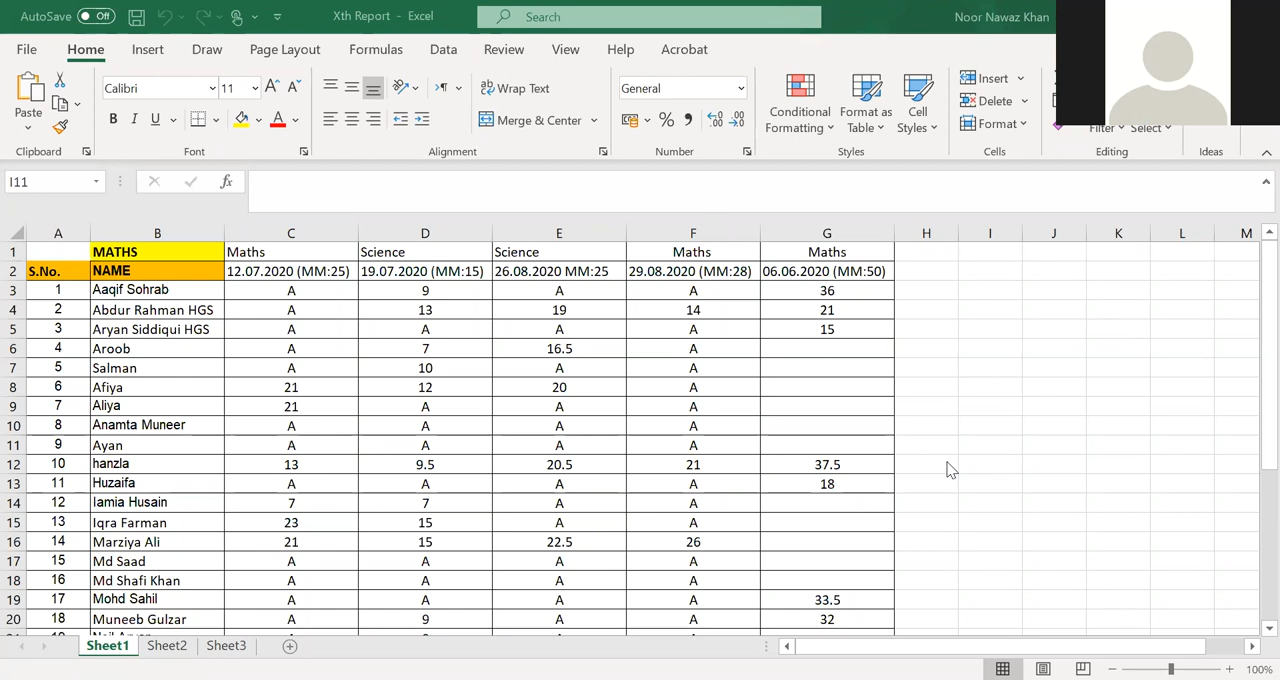 AutoSave Off Xth Report - Excel Search Noor Nawaz Khan
File Home Insert Draw Page Layout Formulas Data Review View Help Acrobat
Paste Calibri 11 Wrap Text General Conditional Formatting Format as Table Cell Styles Insert
B I U A Merge & Center % Delete
Format Filter Select
Clipboard Font Alignment Number Styles Cells Editing Ideas
I11 fx
A B C D E F G H I J K L M
1 MATHS Maths Science Science Maths Maths
2 S.No. NAME 12.07.2020 (MM:25) 19.07.2020 (MM:15) 26.08.2020 MM:25 29.08.2020 (MM:28) 06.06.2020 (MM:50)
3 1 Aaqif Sohrab A 9 A A 36
4 2 Abdur Rahman HGS A 13 19 14 21
5 3 Aryan Siddiqui HGS A A A A 15
6 4 Aroob A 7 16.5 A
7 5 Salman A 10 A A
8 6 Afiya 21 12 20 A
9 7 Aliya 21 A A A
10 8 Anamta Muneer A A A A
11 9 Ayan A A A A
12 10 hanzla 13 9.5 20.5 21 37.5
13 11 Huzaifa A A A A 18
14 12 Iamia Husain 7 7 A A
15 13 Iqra Farman 23 15 A A
16 14 Marziya Ali 21 15 22.5 26
17 15 Md Saad A A A A
18 16 Md Shafi Khan A A A A
19 17 Mohd Sahil A A A A 33.5
20 18 Muneeb Gulzar A 9 A A 32
Sheet1 Sheet2 Sheet3
100%